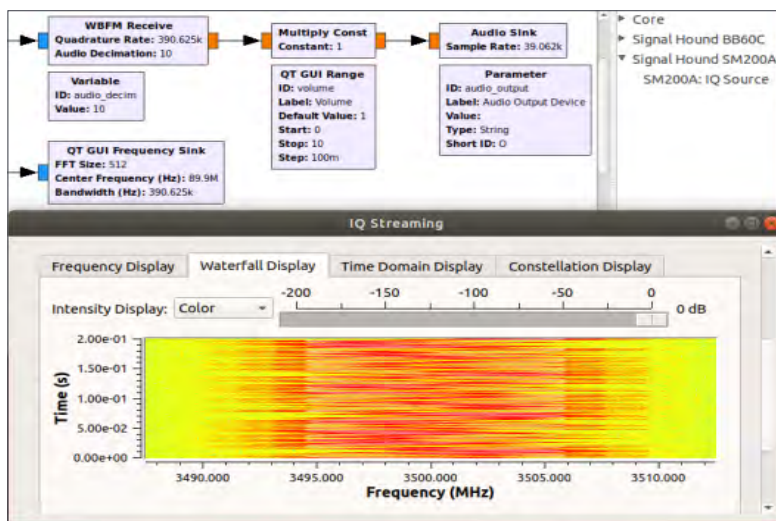 WBFM Receive
Quadrature Rate: 390.625k
Audio Decimation: 10
Multiply Const
Constant: 1
Audio Sink
Sample Rate: 39.062k
Core
Signal Hound BB60C
Signal Hound SM200A
SM200A: IQ Source
Variable
ID: audio_decim
Value: 10
QT GUI Range
ID: volume
Label: Volume
Default Value: 1
Start: 0
Stop: 10
Step: 100m
Parameter
ID: audio_output
Label: Audio Output Device
Value:
Type: String
Short ID: O
QT GUI Frequency Sink
FFT Size: 512
Center Frequency (Hz): 89.9M
Bandwidth (Hz): 390.625k
IQ Streaming
Frequency Display Waterfall Display Time Domain Display Constellation Display
-200 -150 -100 -50 0
Intensity Display: Color 0 dB
2.00e-01
1.50e-01
1.00e-01
5.00e-02
0.00e+00
Time (s)
3490.000 3495.000 3500.000 3505.000 3510.000
Frequency (MHz)